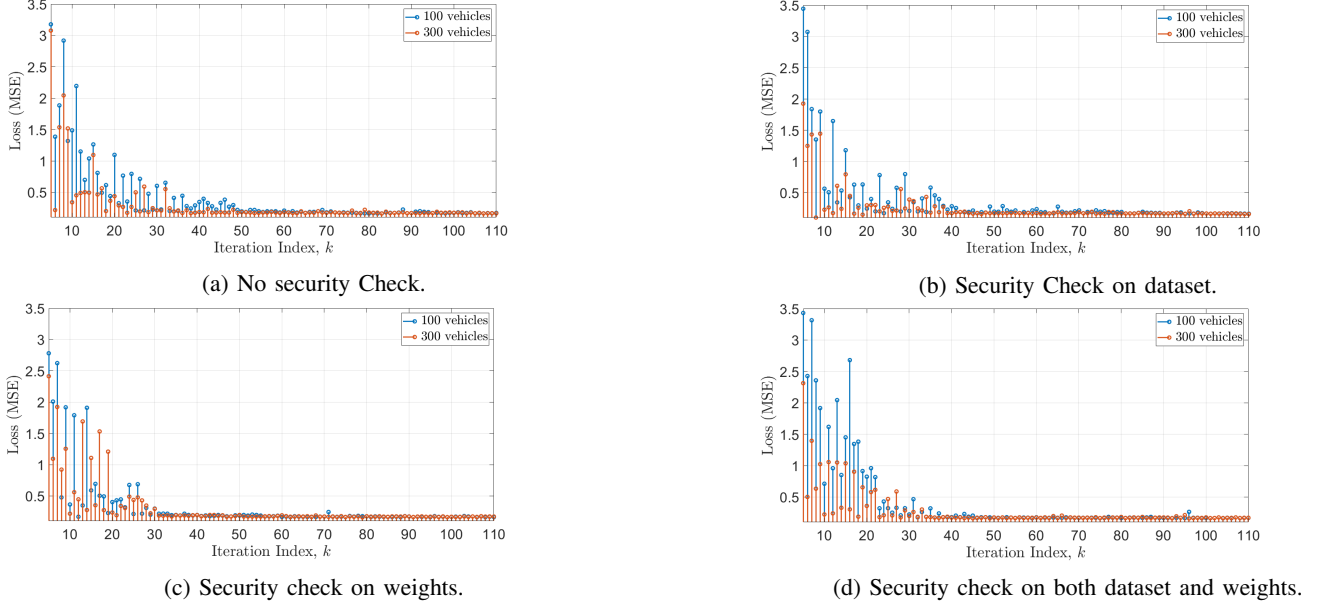 3.5
3
2.5
2
1.5
1
0.5
Loss (MSE)
100 vehicles
300 vehicles
10 20 30 40 50 60 70 80 90 100 110
Iteration Index, k
(a) No security Check.
3.5
3
2.5
2
1.5
1
0.5
Loss (MSE)
100 vehicles
300 vehicles
10 20 30 40 50 60 70 80 90 100 110
Iteration Index, k
(b) Security Check on dataset.
3.5
3
2.5
2
1.5
1
0.5
Loss (MSE)
100 vehicles
300 vehicles
10 20 30 40 50 60 70 80 90 100 110
Iteration Index, k
(c) Security check on weights.
3.5
3
2.5
2
1.5
1
0.5
Loss (MSE)
100 vehicles
300 vehicles
10 20 30 40 50 60 70 80 90 100 110
Iteration Index, k
(d) Security check on both dataset and weights.